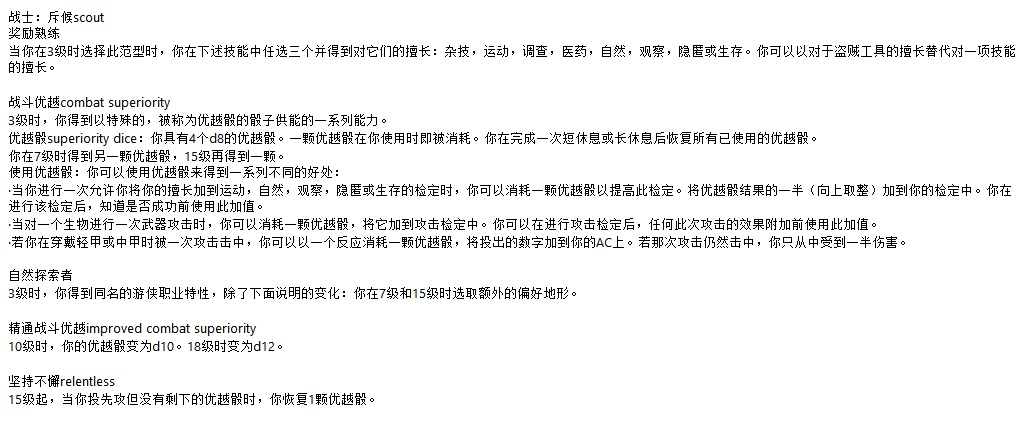 战士：斥候scout
奖励熟练
当你在3级时选择此范型时，你在下述技能中任选三个并得到对它们的擅长：杂技，运动，调查，医药，自然，观察，隐匿或生存。你可以以对于盗贼工具的擅长替代对一项技能
的擅长。
战斗优越combat superiority
3级时，你得到以特殊的，被称为优越骰的骰子供能的一系列能力。
优越骰superiority dice：你具有4个d8的优越骰。一颗优越骰在你使用时即被消耗。你在完成一次短休息或长休息后恢复所有已使用的优越骰。
你在7级时得到另一颗优越骰，15级再得到一颗。
使用优越骰：你可以使用优越骰来得到一系列不同的好处：
·当你进行一次允许你将你的擅长加到运动，自然，观察，隐匿或生存的检定时，你可以消耗一颗优越骰以提高此检定。将优越骰结果的一半（向上取整）加到你的检定中。你在
进行该检定后，知道是否成功前使用此加值。
·当对一个生物进行一次武器攻击时，你可以消耗一颗优越骰，将它加到攻击检定中。你可以在进行攻击检定后，任何此次攻击的效果附加前使用此加值。
·若你在穿戴轻甲或中甲时被一次攻击击中，你可以以一个反应消耗一颗优越骰，将投出的数字加到你的AC上。若那次攻击仍然击中，你只从中受到一半伤害。
自然探索者
3级时，你得到同名的游侠职业特性，除了下面说明的变化：你在7级和15级时选取额外的偏好地形。
精通战斗优越improved combat superiority
10级时，你的优越骰变为d10。18级时变为d12。
坚持不懈relentless
15级起，当你投先攻但没有剩下的优越骰时，你恢复1颗优越骰。